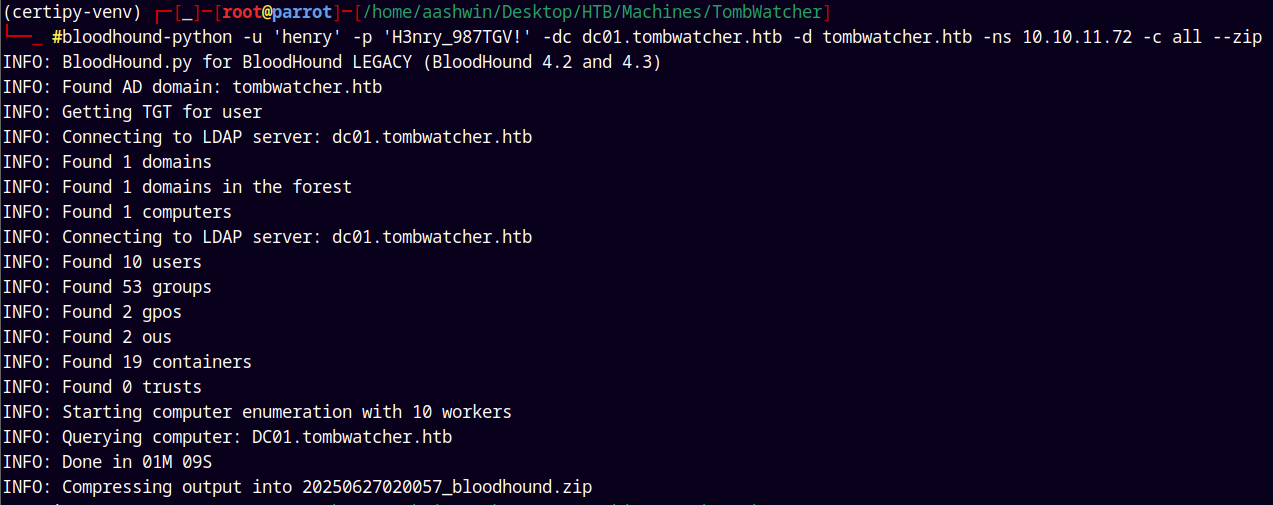 (certipy-venv) ┌─[_]─[root@parrot]─[/home/aashwin/Desktop/HTB/Machines/TombWatcher]
└──_ #bloodhound-python -u 'henry' -p 'H3nry_987TGV!' -dc dc01.tombwatcher.htb -d tombwatcher.htb -ns 10.10.11.72 -c all --zip
INFO: BloodHound.py for BloodHound LEGACY (BloodHound 4.2 and 4.3)
INFO: Found AD domain: tombwatcher.htb
INFO: Getting TGT for user
INFO: Connecting to LDAP server: dc01.tombwatcher.htb
INFO: Found 1 domains
INFO: Found 1 domains in the forest
INFO: Found 1 computers
INFO: Connecting to LDAP server: dc01.tombwatcher.htb
INFO: Found 10 users
INFO: Found 53 groups
INFO: Found 2 gpos
INFO: Found 2 ous
INFO: Found 19 containers
INFO: Found 0 trusts
INFO: Starting computer enumeration with 10 workers
INFO: Querying computer: DC01.tombwatcher.htb
INFO: Done in 01M 09S
INFO: Compressing output into 20250627020057_bloodhound.zip